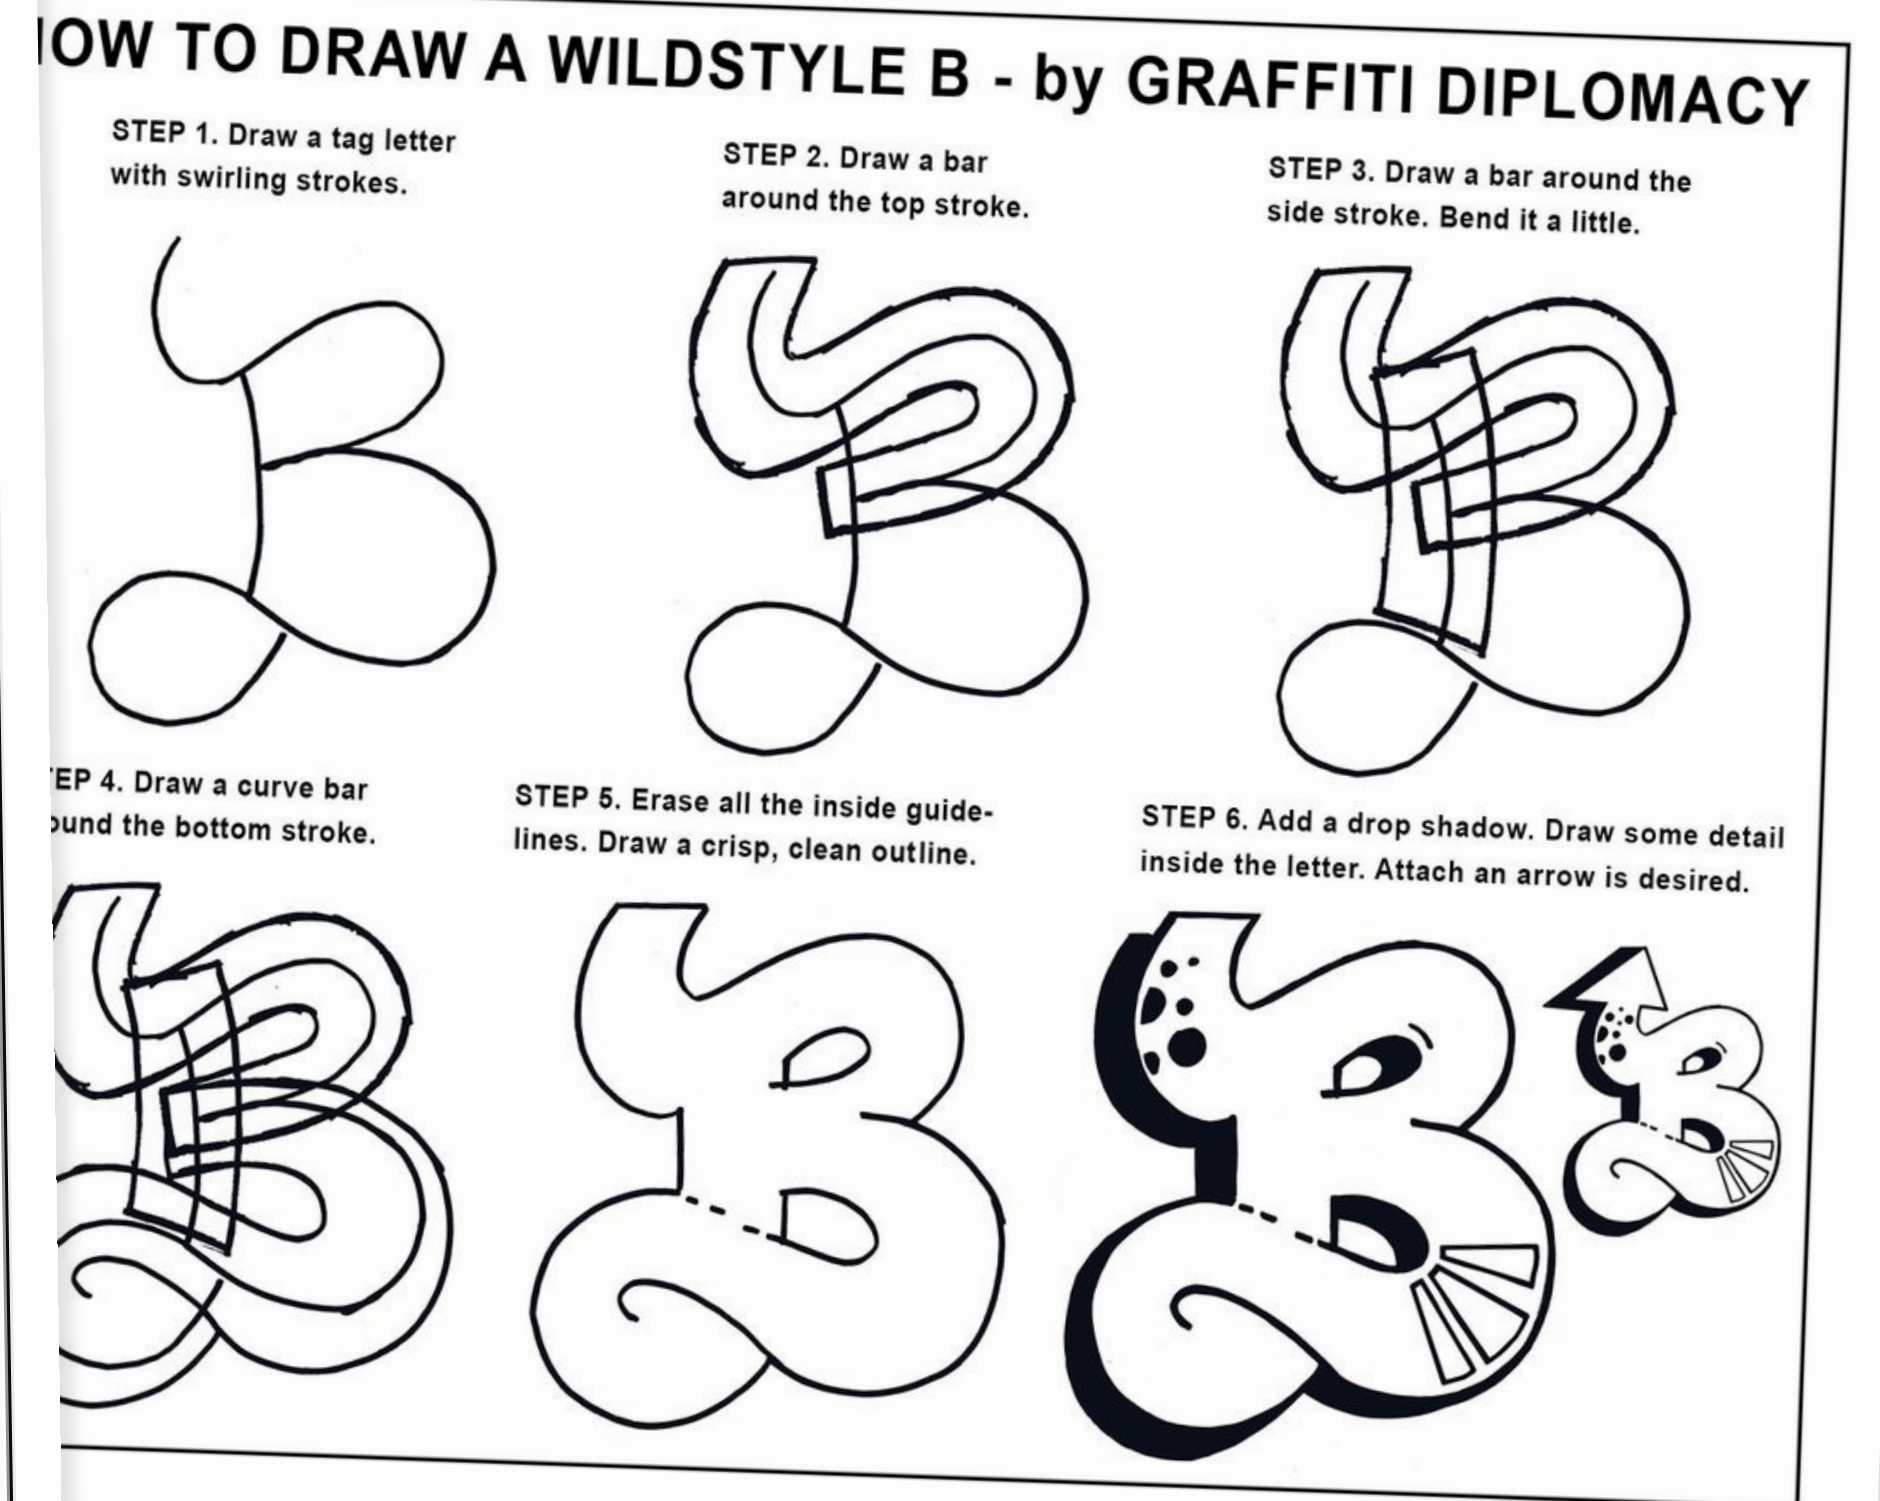 HOW TO DRAW A WILDSTYLE B - by GRAFFITI DIPLOMACY
STEP 1. Draw a tag letter
with swirling strokes.
STEP 2. Draw a bar
around the top stroke.
STEP 3. Draw a bar around the
side stroke. Bend it a little.
STEP 4. Draw a curve bar
around the bottom stroke.
STEP 5. Erase all the inside guide-
lines. Draw a crisp, clean outline.
STEP 6. Add a drop shadow. Draw some detail
inside the letter. Attach an arrow is desired.